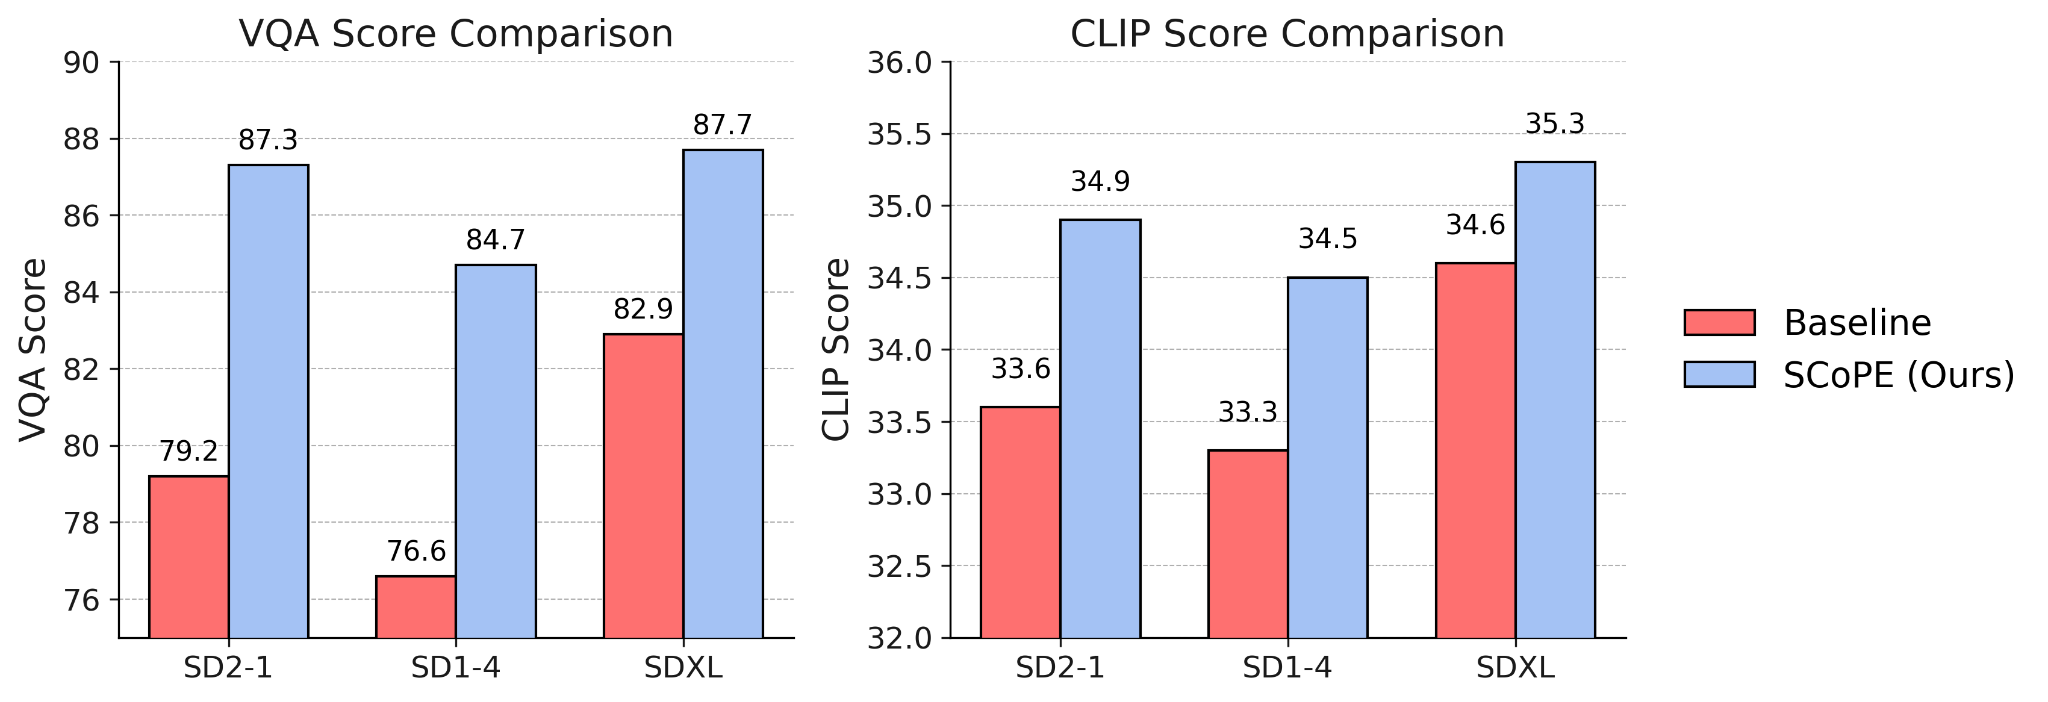 VQA Score Comparison
VQA Score
90
88
86
84
82
80
78
76
79.2
87.3
76.6
84.7
82.9
87.7
SD2-1
SD1-4
SDXL
CLIP Score Comparison
CLIP Score
36.0
35.5
35.0
34.5
34.0
33.5
33.0
32.5
32.0
33.6
34.9
33.3
34.5
34.6
35.3
SD2-1
SD1-4
SDXL
Baseline
SCoPE (Ours)